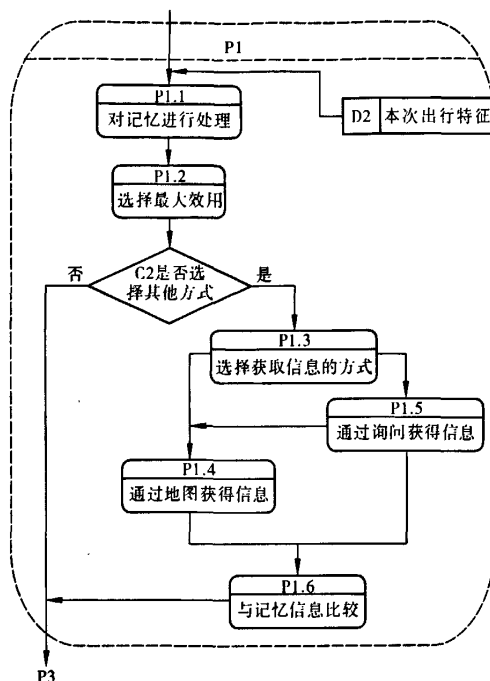 P1
P1.1
对记忆进行处理
D2 本次出行特征
P1.2
选择最大效用
否
C2是否选
择其他方式
是
P1.3
选择获取信息的方式
P1.5
通过询问获得信息
P1.4
通过地图获得信息
P1.6
与记忆信息比较
P3